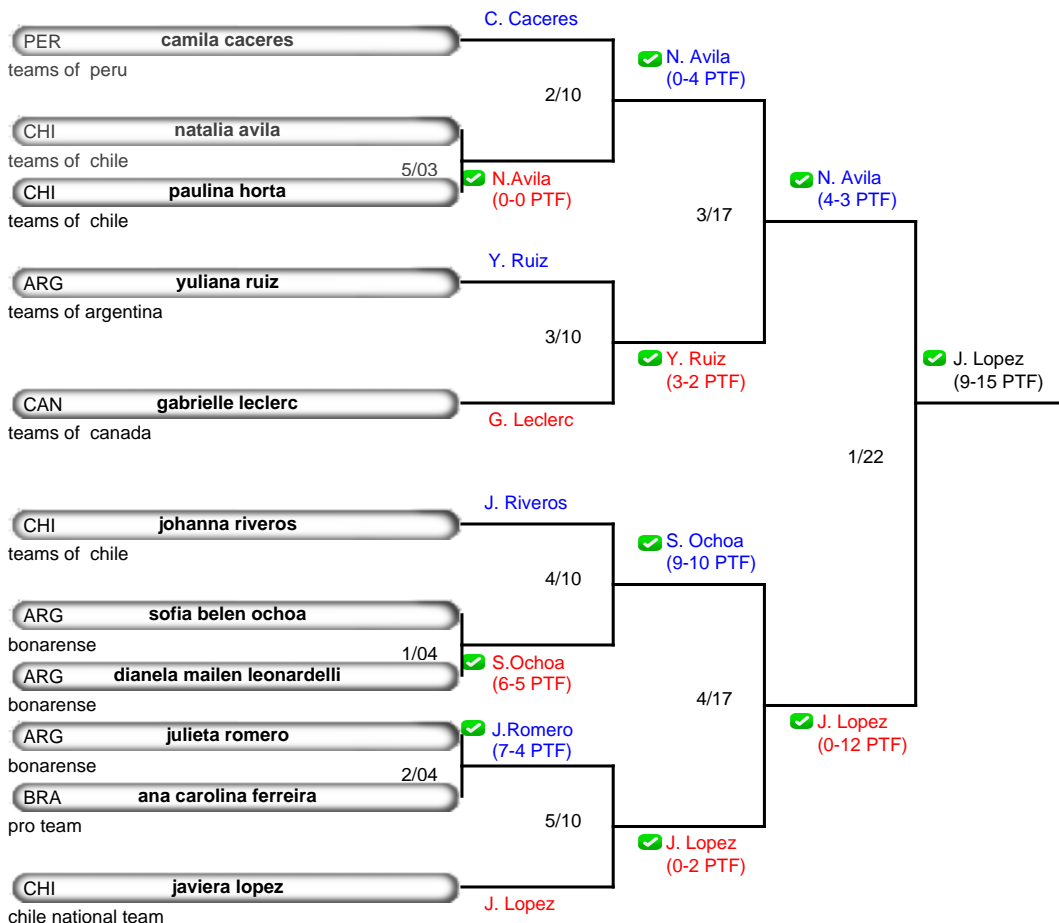 C. Caceres
PER camila caceres
teams of  peru
N. Avila
(0-4 PTF)
2/10
CHI natalia avila
teams of  chile
5/03
CHI paulina horta
teams of  chile
N.Avila
(0-0 PTF)
N. Avila
(4-3 PTF)
3/17
Y. Ruiz
ARG yuliana ruiz
teams of argentina
3/10
Y. Ruiz
(3-2 PTF)
CAN gabrielle leclerc
teams of  canada
G. Leclerc
J. Lopez
(9-15 PTF)
1/22
J. Riveros
CHI johanna riveros
teams of  chile
S. Ochoa
(9-10 PTF)
4/10
ARG sofia belen ochoa
bonarense
1/04
ARG dianela mailen leonardelli
bonarense
S.Ochoa
(6-5 PTF)
4/17
ARG julieta romero
bonarense
J.Romero
(7-4 PTF)
J. Lopez
(0-12 PTF)
2/04
BRA ana carolina ferreira
pro team
5/10
J. Lopez
(0-2 PTF)
CHI javiera lopez
chile national team
J. Lopez